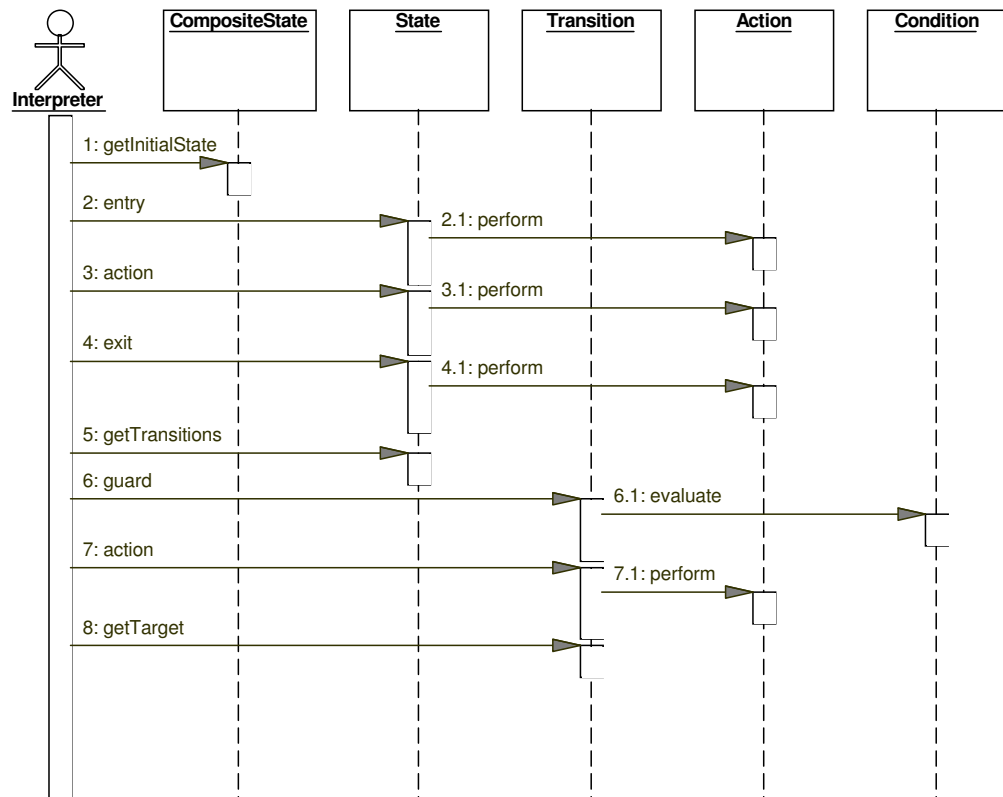 CompositeState
State
Transition
Action
Condition
Interpreter
1: getInitialState
2: entry
2.1: perform
3: action
3.1: perform
4: exit
4.1: perform
5: getTransitions
6: guard
6.1: evaluate
7: action
7.1: perform
8: getTarget